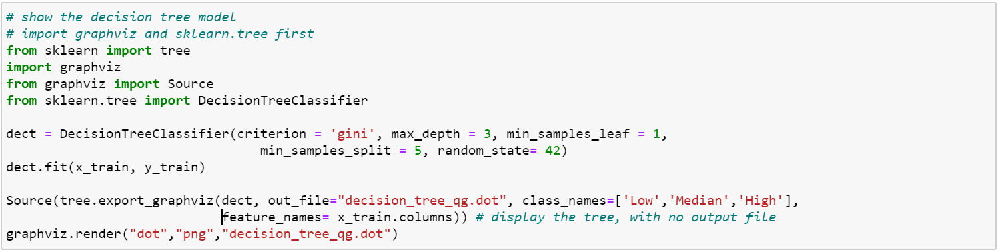 # show the decision tree model
# import graphviz and sklearn.tree first
from sklearn import tree
import graphviz
from graphviz import Source
from sklearn.tree import DecisionTreeClassifier
dect = DecisionTreeClassifier(criterion = 'gini', max_depth = 3, min_samples_leaf = 1,
min_samples_split = 5, random_state= 42)
dect.fit(x_train, y_train)
Source(tree.export_graphviz(dect, out_file="decision_tree_qg.dot", class_names=['Low','Median','High'],
feature_names= x_train.columns)) # display the tree, with no output file
graphviz.render("dot","png","decision_tree_qg.dot")